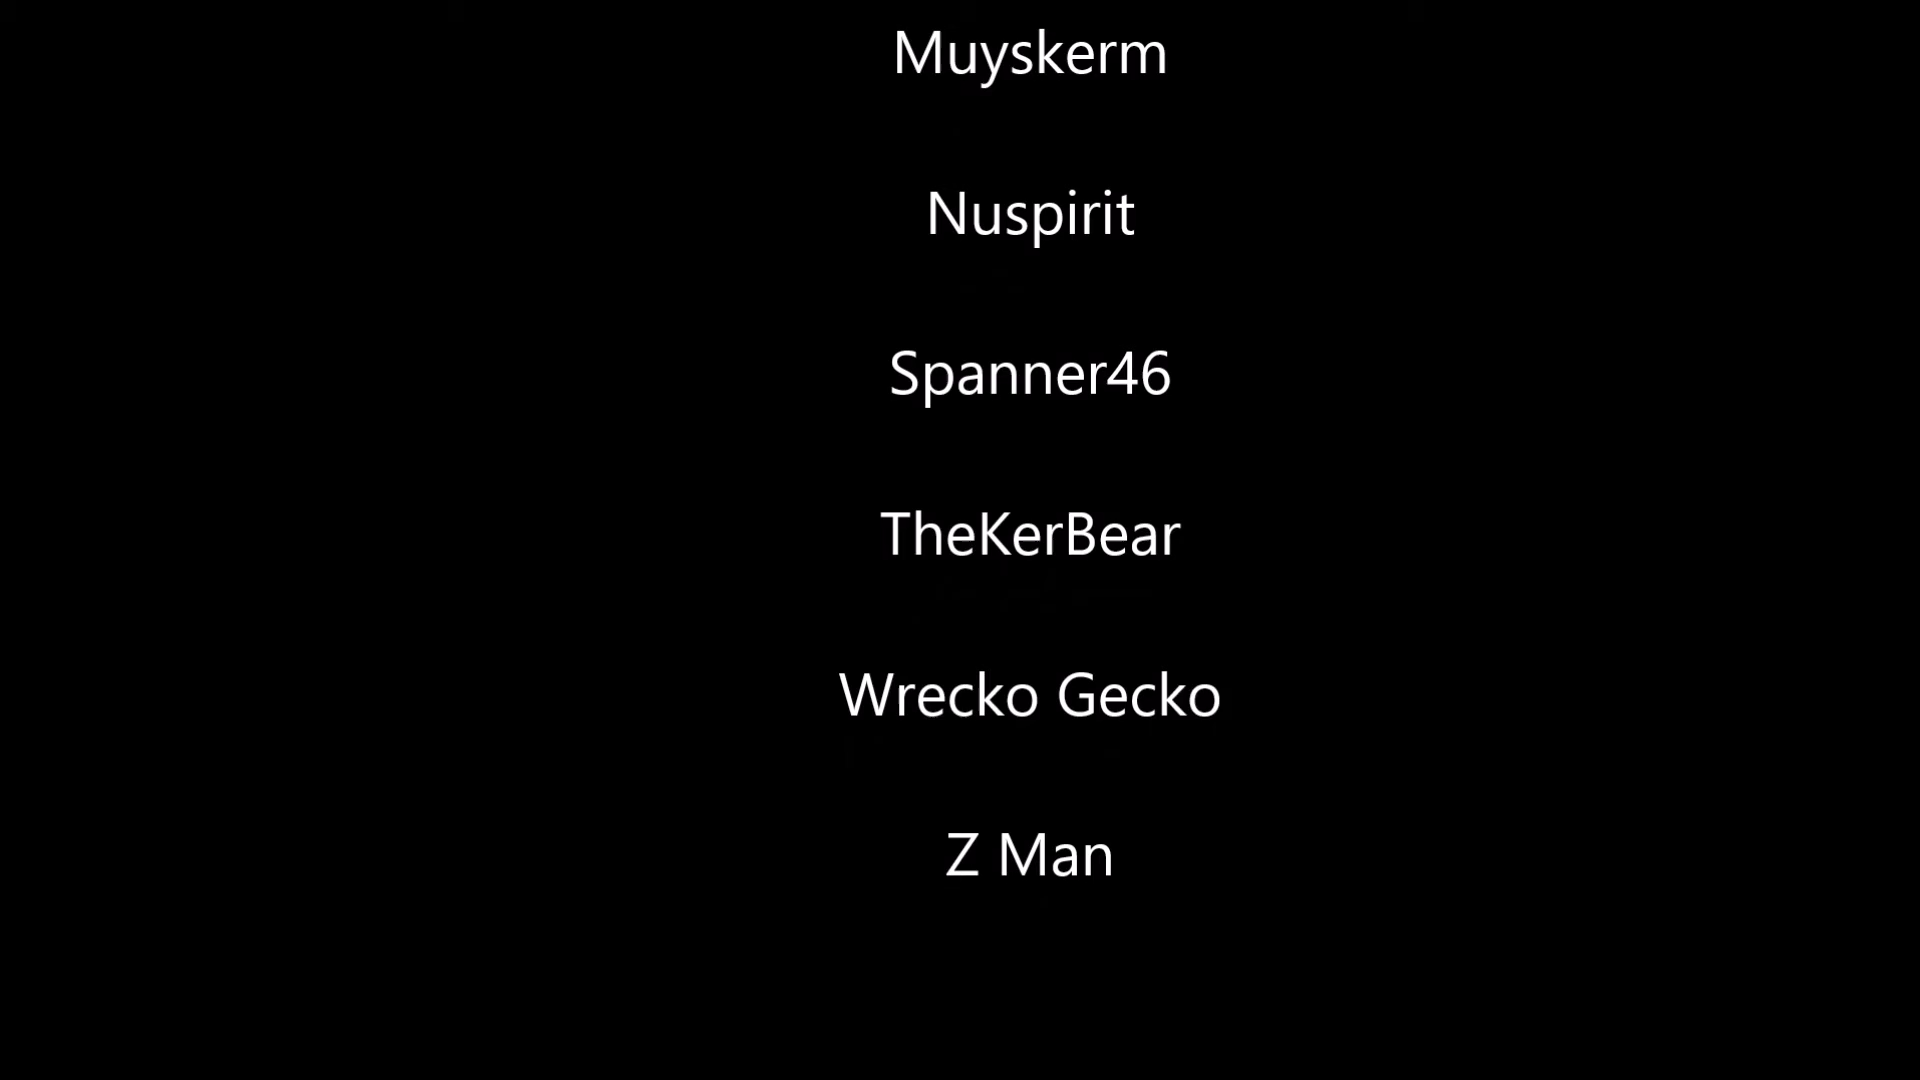 Muyskerm
Nuspirit
Spanner46
TheKerBear
Wrecko Gecko
Z Man